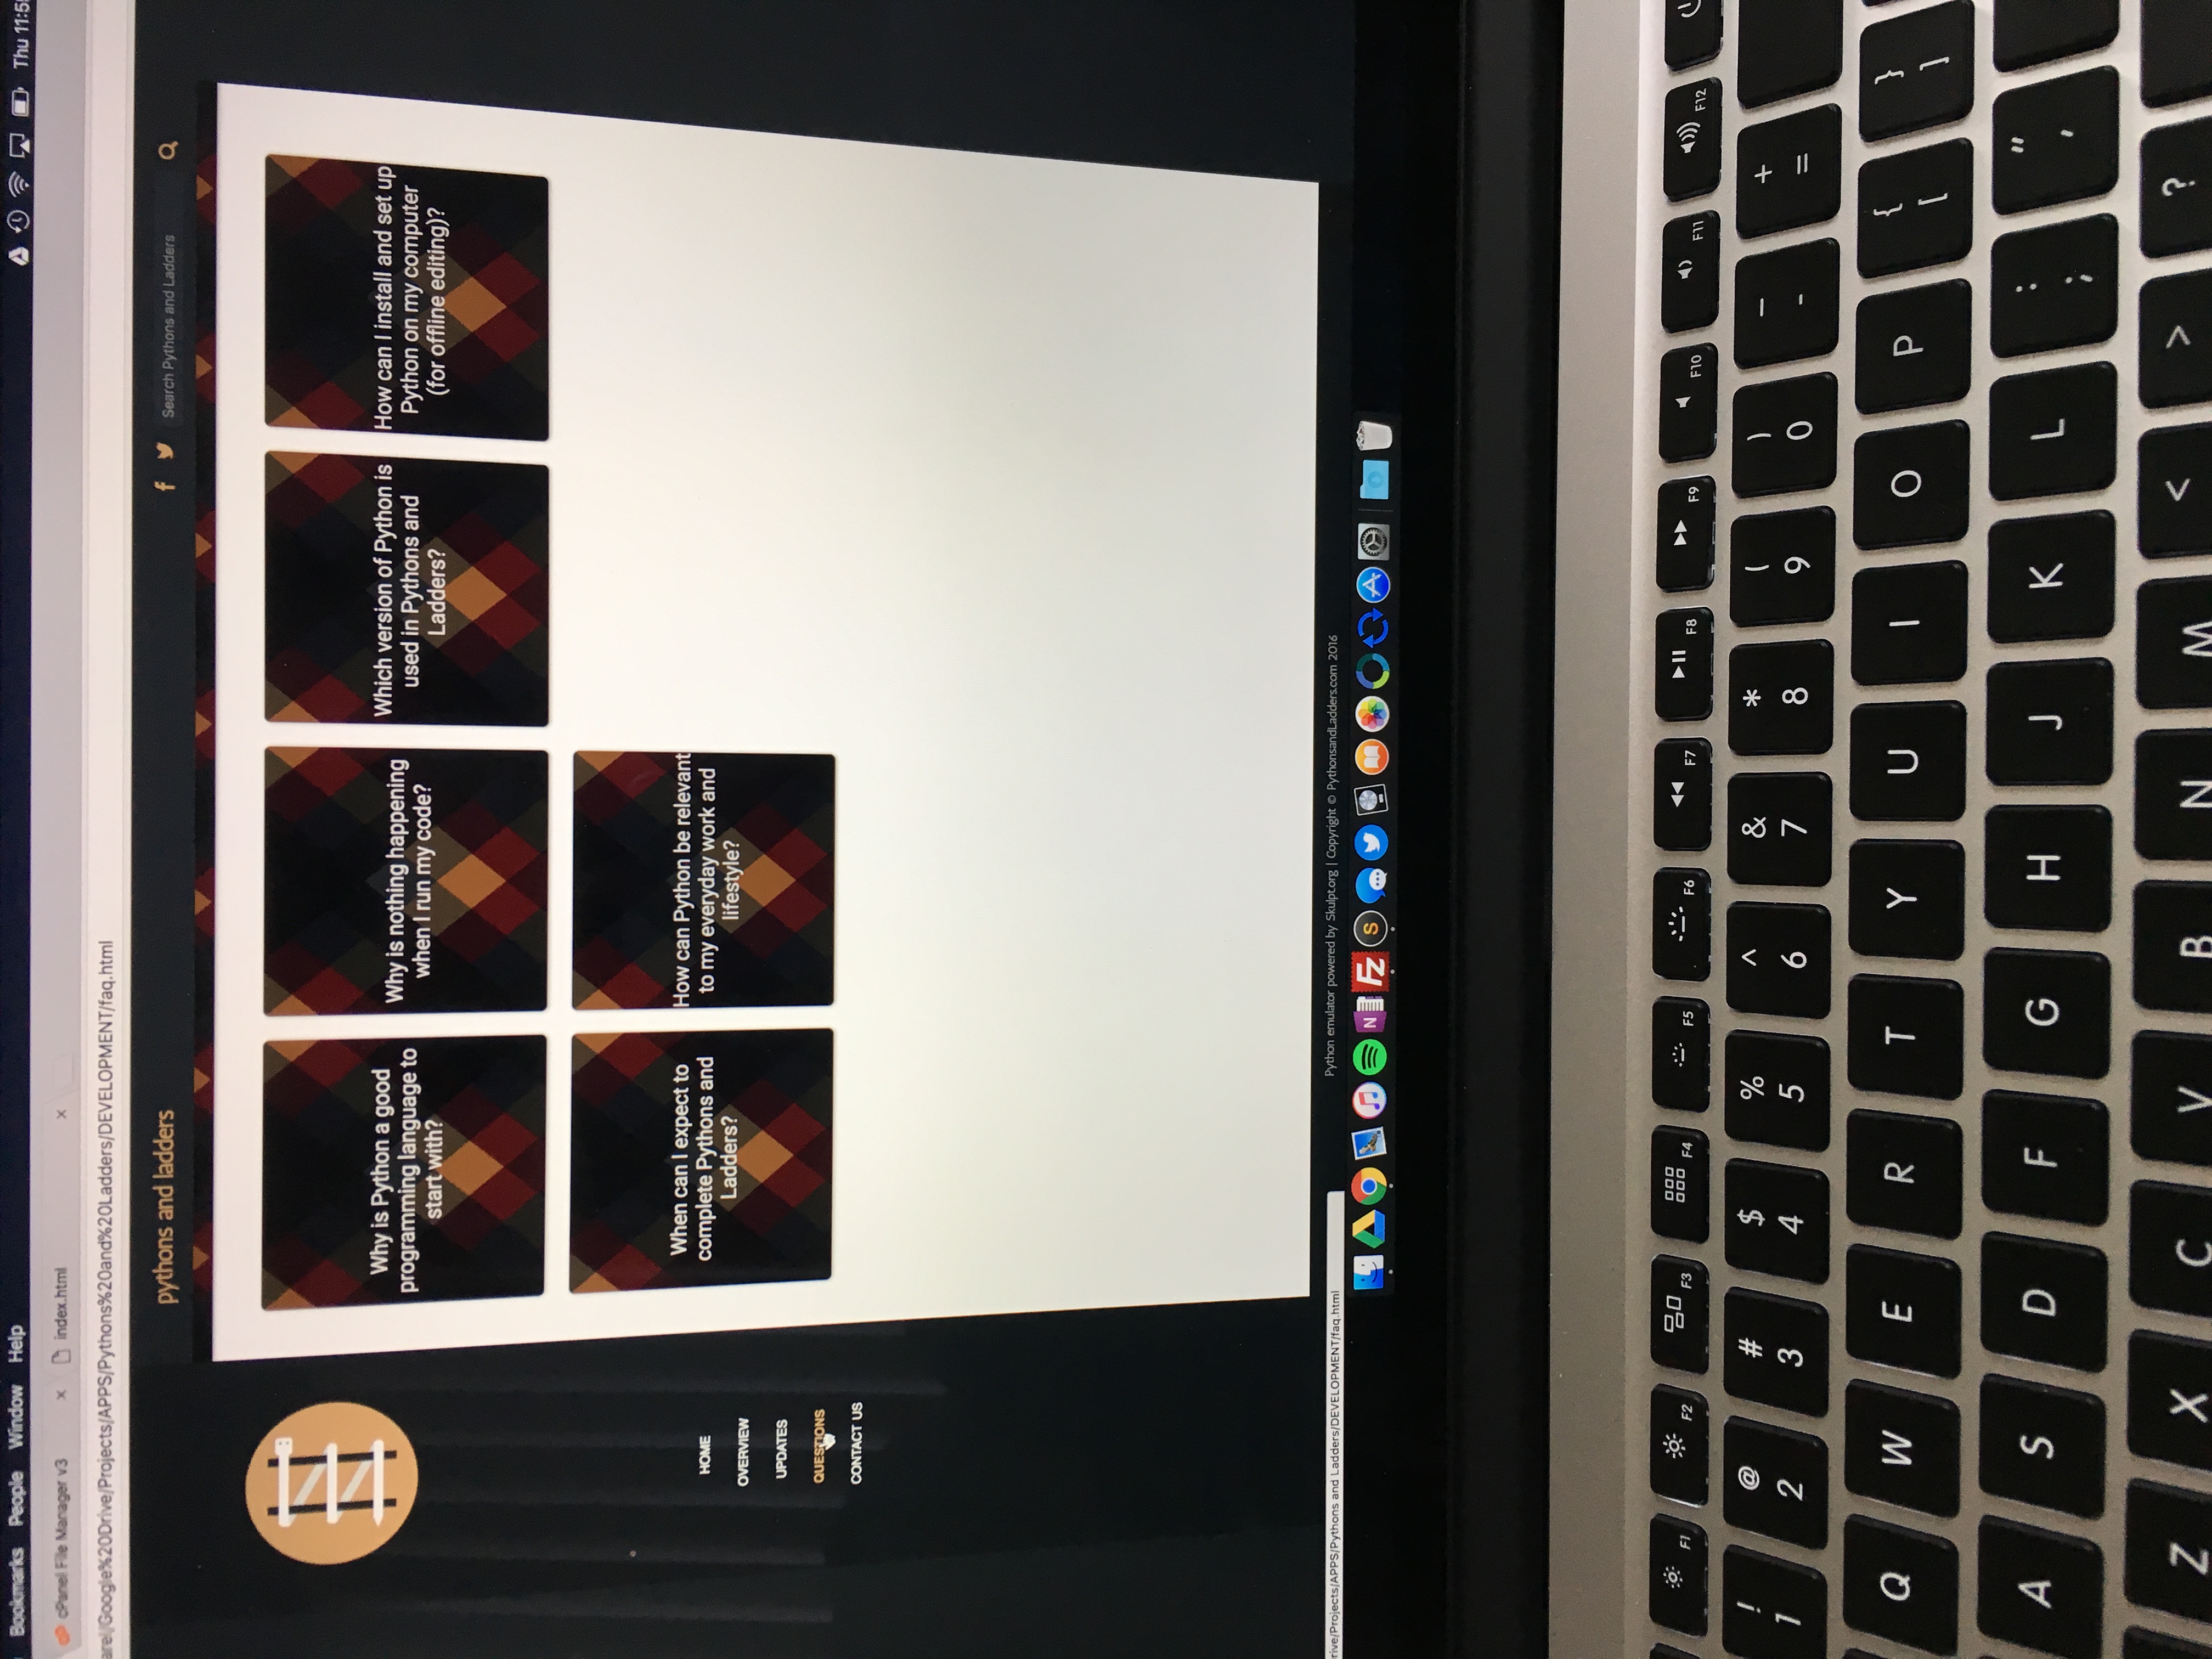 Bookmarks People Window Help
Thu 11:5
cPanel File Manager v3
index.html
/Google%20Drive/Projects/APPS/Pythons%20and%20Ladders/DEVELOPMENT/faq.html
pythons and ladders
Search Pythons and Ladders
Why is Python a good
programming language to
start with?
Why is nothing happening
when I run my code?
Which version of Python is
used in Pythons and
Ladders?
How can I install and set up
Python on my computer
(for offline editing)?
When can I expect to
complete Pythons and
Ladders?
How can Python be relevant
to my everyday work and
lifestyle?
HOME
OVERVIEW
UPDATES
QUESTIONS
CONTACT US
rive/Projects/APPS/Pythons and Ladders/DEVELOPMENT/faq.html
Python emulator powered by Skulpt.org | Copyright © PythonsandLadders.com 2016
N Fz S
F1 F2 F3 F4 F5 F6 F7 F8 F9 F10 F11 F12
! @ # $ % ^ & * ( ) _ +
1 2 3 4 5 6 7 8 9 0 - =
Q W E R T Y U I O P { [ } ]
A S D F G H J K L : ; " '
Z X C V B N M < > ?